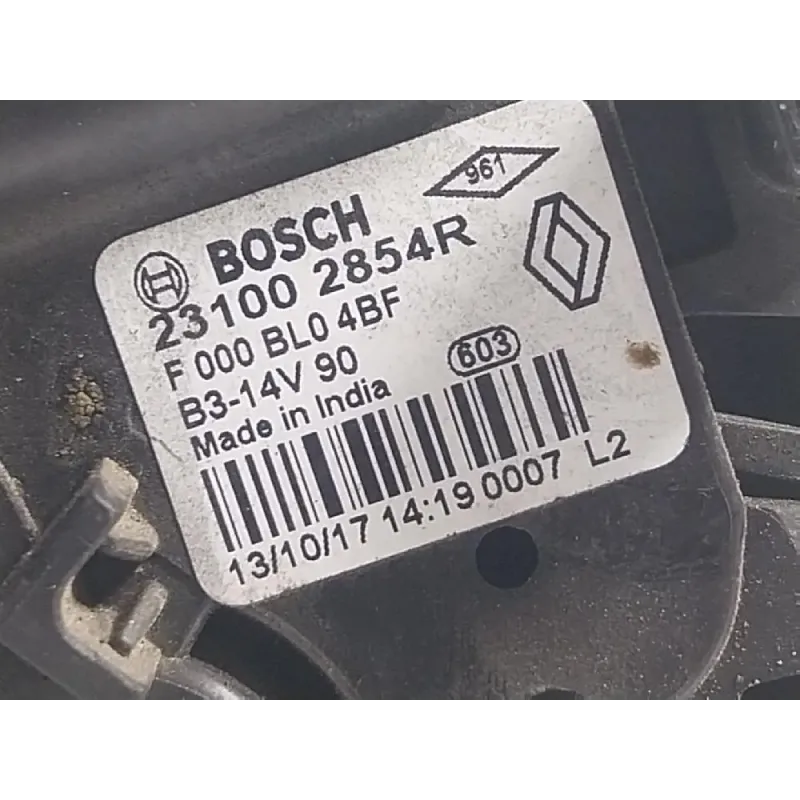 961
BOSCH
23100 2854R
F 000 BL0 4BF
B3-14V 90
603
Made in India
13/10/17 14:19 0007 L2